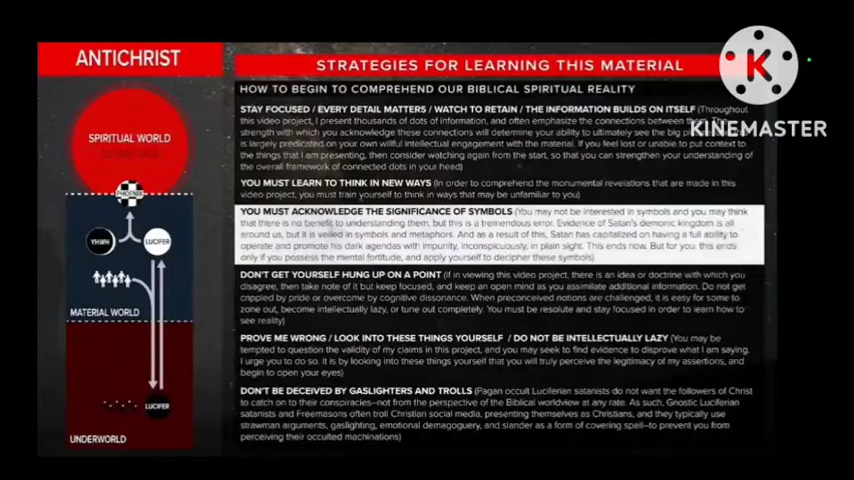 ANTICHRIST
SPIRITUAL WORLD
PHOENIX
YHWH
LUCIFER
MATERIAL WORLD
LUCIFER
UNDERWORLD
STRATEGIES FOR LEARNING THIS MATERIAL
HOW TO BEGIN TO COMPREHEND OUR BIBLICAL SPIRITUAL REALITY
STAY FOCUSED / EVERY DETAIL MATTERS / WATCH TO RETAIN / THE INFORMATION BUILDS ON ITSELF (Throughout
this video project, I present thousands of dots of information, and often emphasize the connections between them. The
strength with which you acknowledge these connections will determine your ability to ultimately see the big
is largely predicated on your own willful intellectual engagement with the material. If you feel lost or unable to put context to
the things that I am presenting, then consider watching again from the start, so that you can strengthen your understanding of
the overall framework of connected dots in your head)
YOU MUST LEARN TO THINK IN NEW WAYS (In order to comprehend the monumental revelations that are made in this
video project, you must train yourself to think in ways that may be unfamiliar to you)
YOU MUST ACKNOWLEDGE THE SIGNIFICANCE OF SYMBOLS (You may not be interested in symbols and you may think
that there is no benefit to understanding them, but this is a tremendous error. Evidence of Satan's demonic kingdom is all
around us, but it is veiled in symbols and metaphors. And as a result of this, Satan has capitalized on having a full ability to
operate and promote his dark agendas with impunity, inconspicuously, in plain sight. This ends now. But for you, this ends
only if you possess the mental fortitude, and apply yourself to decipher these symbols)
DON'T GET YOURSELF HUNG UP ON A POINT (If in viewing this video project, there is an idea or doctrine with which you
disagree, then take note of it but keep focused, and keep an open mind as you assimilate additional information. Do not get
crippled by pride or overcome by cognitive dissonance. When preconceived notions are challenged, it is easy for some to
zone out, become intellectually lazy, or tune out completely. You must be resolute and stay focused in order to learn how to
see reality)
PROVE ME WRONG / LOOK INTO THESE THINGS YOURSELF / DO NOT BE INTELLECTUALLY LAZY (You may be
tempted to question the validity of my claims in this project, and you may seek to find evidence to disprove what I am saying.
I urge you to do so. It is by looking into these things yourself that you will truly perceive the legitimacy of my assertions, and
begin to open your eyes)
DON'T BE DECEIVED BY GASLIGHTERS AND TROLLS (Pagan occult Luciferian satanists do not want the followers of Christ
to catch on to their conspiracies--not from the perspective of the Biblical worldview at any rate. As such, Gnostic Luciferian
satanists and Freemasons often troll Christian social media, presenting themselves as Christians, and they typically use
strawman arguments, gaslighting, emotional demagoguery, and slander as a form of covering spell--to prevent you from
perceiving their occulted machinations)
K
KINEMASTER